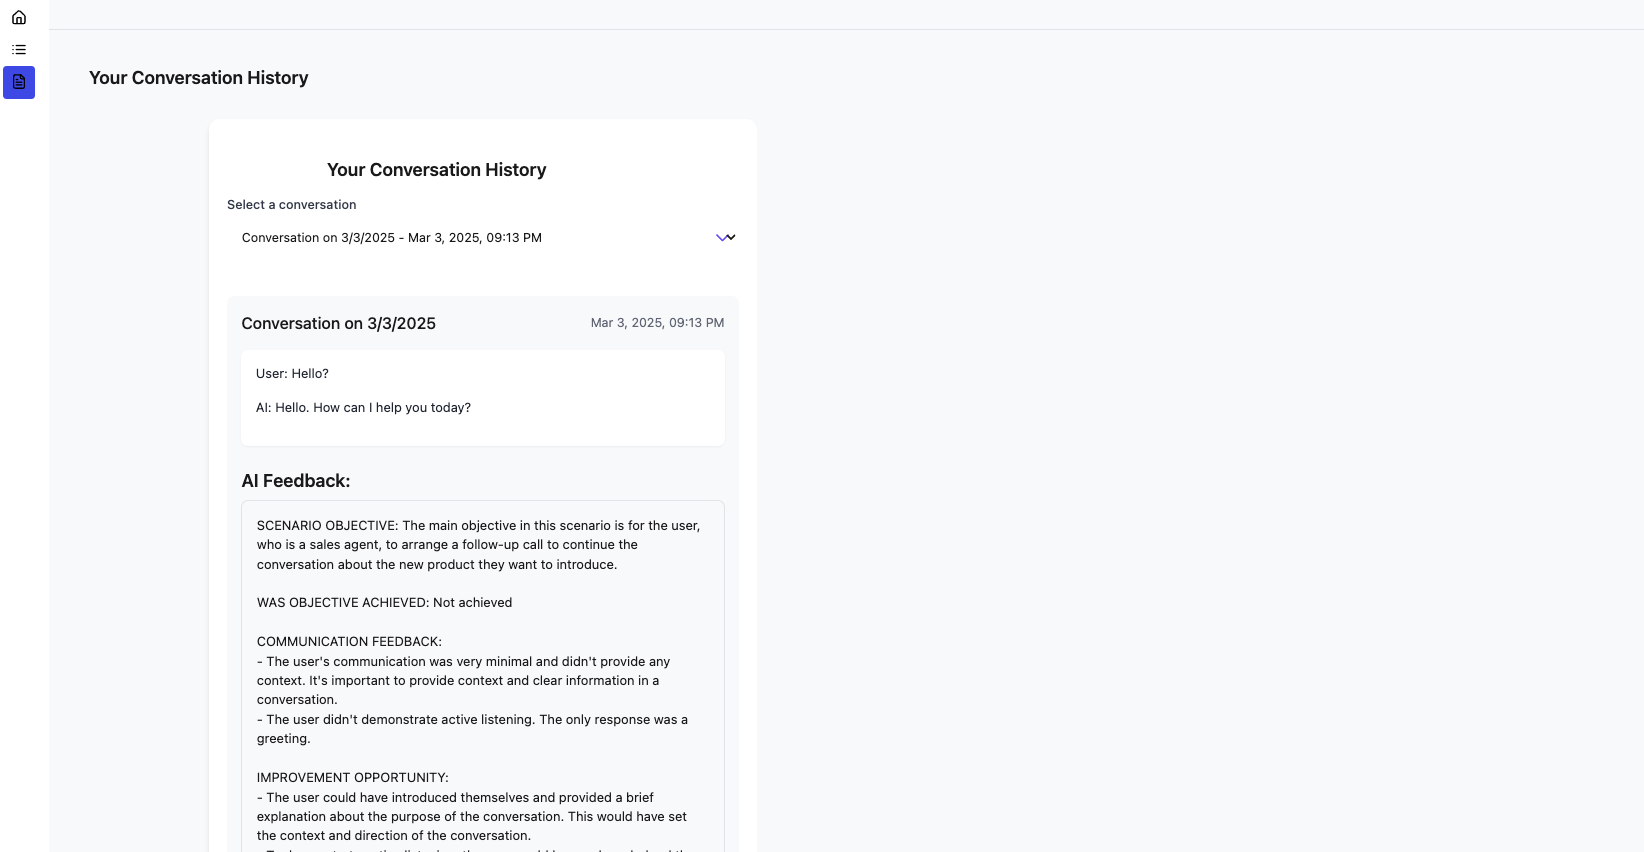 Your Conversation History
Your Conversation History
Select a conversation
Conversation on 3/3/2025 - Mar 3, 2025, 09:13 PM
Conversation on 3/3/2025
Mar 3, 2025, 09:13 PM
User: Hello?
AI: Hello. How can I help you today?
AI Feedback:
SCENARIO OBJECTIVE: The main objective in this scenario is for the user,
who is a sales agent, to arrange a follow-up call to continue the
conversation about the new product they want to introduce.
WAS OBJECTIVE ACHIEVED: Not achieved
COMMUNICATION FEEDBACK:
- The user's communication was very minimal and didn't provide any
context. It's important to provide context and clear information in a
conversation.
- The user didn't demonstrate active listening. The only response was a
greeting.
IMPROVEMENT OPPORTUNITY:
- The user could have introduced themselves and provided a brief
explanation about the purpose of the conversation. This would have set
the context and direction of the conversation.